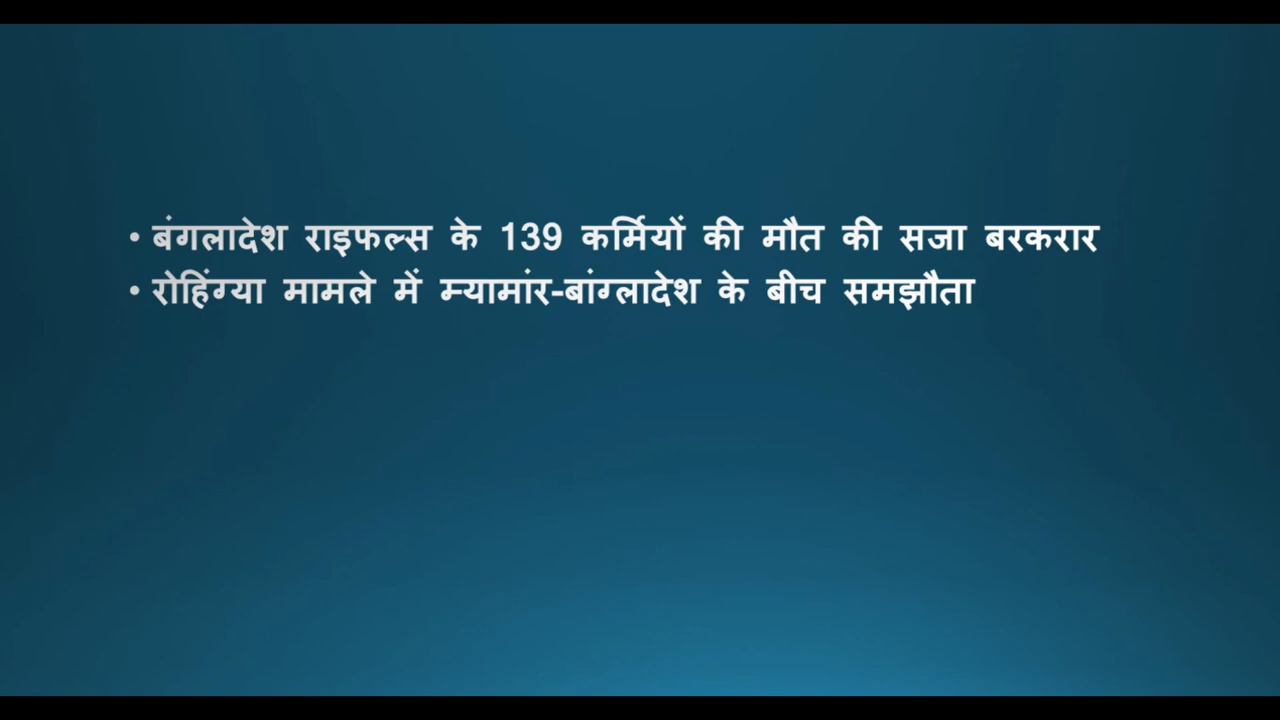 • बंगलादेश राइफल्स के 139 कर्मियों की मौत की सजा बरकरार
• रोहिंग्या मामले में म्यामांर-बांग्लादेश के बीच समझौता